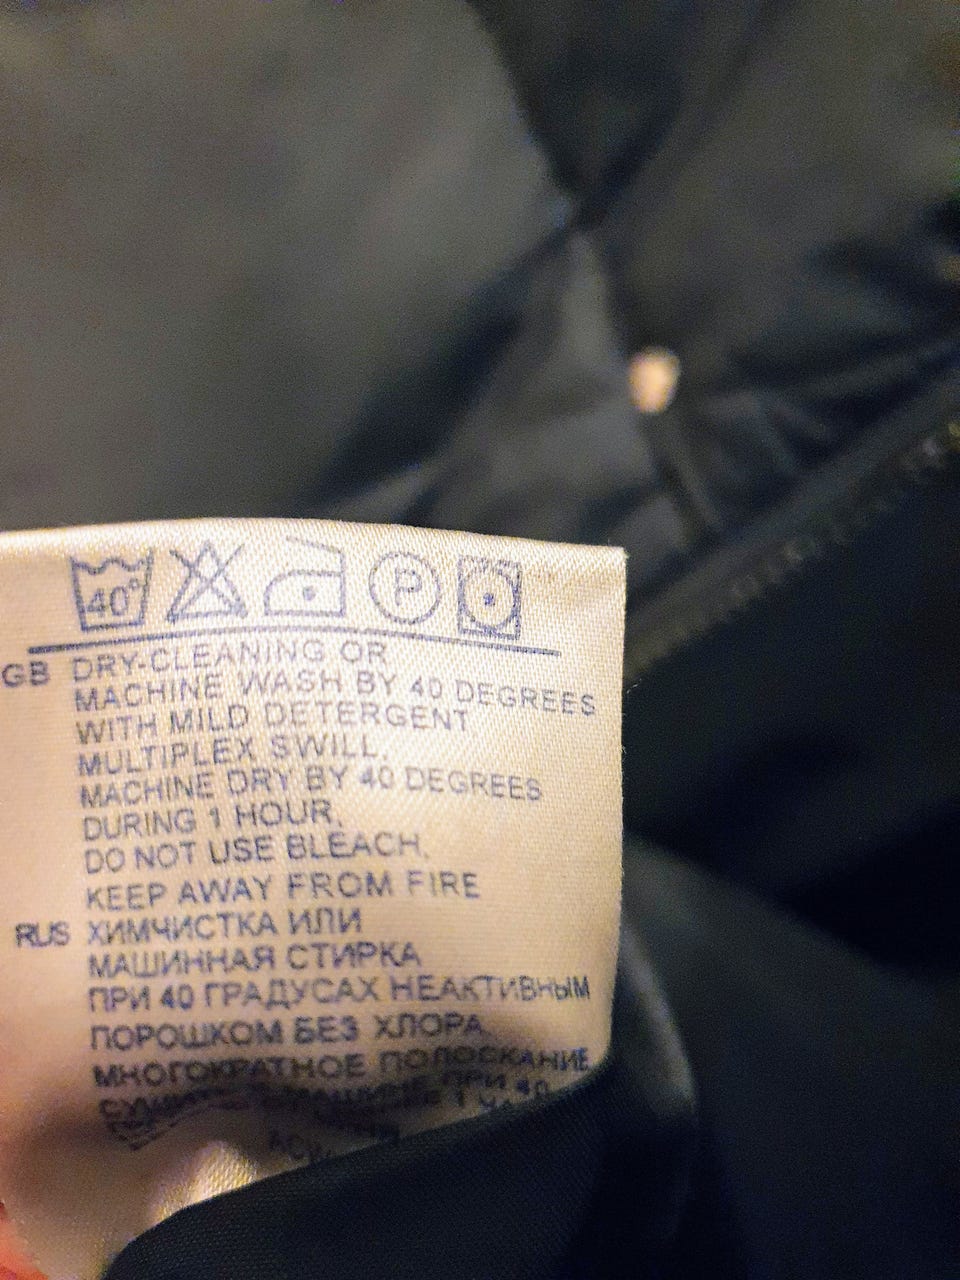 40°
P
GB DRY-CLEANING OR
MACHINE WASH BY 40 DEGREES
WITH MILD DETERGENT
MULTIPLEX SWILL.
MACHINE DRY BY 40 DEGREES
DURING 1 HOUR.
DO NOT USE BLEACH.
KEEP AWAY FROM FIRE
RUS ХИМЧИСТКА ИЛИ
МАШИННАЯ СТИРКА
ПРИ 40 ГРАДУСАХ НЕАКТИВНЫМ
ПОРОШКОМ БЕЗ ХЛОРА.
МНОГОКРАТНОЕ ПОЛОСКАНИЕ
ПРИ 40